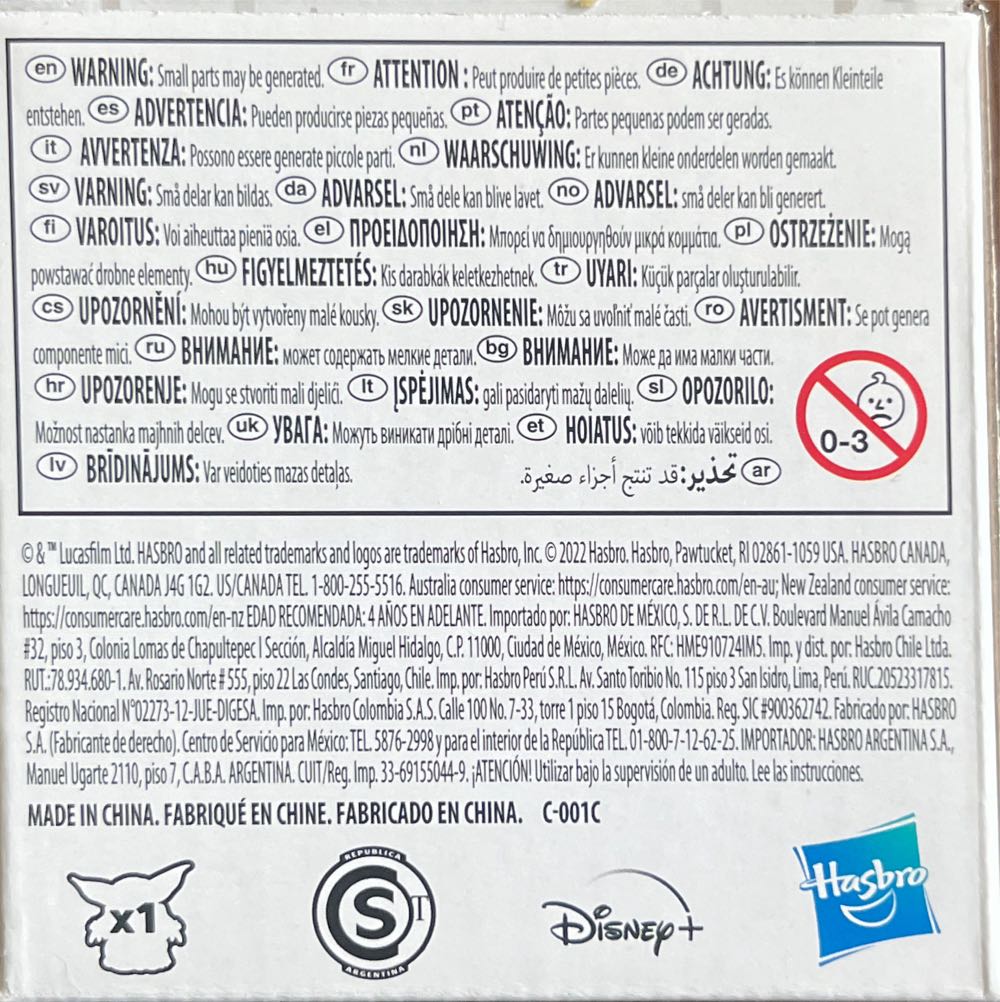 en WARNING: Small parts may be generated. fr ATTENTION : Peut produire de petites pièces. de ACHTUNG: Es können Kleinteile
entstehen. es ADVERTENCIA: Pueden producirse piezas pequeñas. pt ATENÇÃO: Partes pequenas podem ser geradas.
it AVVERTENZA: Possono essere generate piccole parti. nl WAARSCHUWING: Er kunnen kleine onderdelen worden gemaakt.
sv VARNING: Små delar kan bildas. da ADVARSEL: Små dele kan blive lavet. no ADVARSEL: små deler kan bli generert.
fi VAROITUS: Voi aiheuttaa pieniä osia. el ΠΡΟΕΙΔΟΠΟΙΗΣΗ: Μπορεί να δημιουργηθούν μικρά κομμάτια. pl OSTRZEŻENIE: Mogą
powstawać drobne elementy. hu FIGYELMEZTETÉS: Kis darabkák keletkezhetnek. tr UYARI: Küçük parçalar oluşturulabilir.
cs UPOZORNĚNÍ: Mohou být vytvořeny malé kousky. sk UPOZORNENIE: Môžu sa uvoľniť malé časti. ro AVERTISMENT: Se pot genera
componente mici. ru ВНИМАНИЕ: может содержать мелкие детали. bg ВНИМАНИЕ: Може да има малки части.
hr UPOZORENJE: Mogu se stvoriti mali djelići. lt ĮSPĖJIMAS: gali pasidaryti mažų dalelių. sl OPOZORILO:
Možnost nastanka majhnih delcev. uk УВАГА: Можуть виникати дрібні деталі. et HOIATUS: võib tekkida väikseid osi.
lv BRĪDINĀJUMS: Var veidoties mazas detaļas. ar تحذير: قد تنتج أجزاء صغيرة.
0-3
© & ™ Lucasfilm Ltd. HASBRO and all related trademarks and logos are trademarks of Hasbro, Inc. © 2022 Hasbro. Hasbro, Pawtucket, RI 02861-1059 USA. HASBRO CANADA,
LONGUEUIL, QC, CANADA J4G 1G2. US/CANADA TEL. 1-800-255-5516. Australia consumer service: https://consumercare.hasbro.com/en-au; New Zealand consumer service:
https://consumercare.hasbro.com/en-nz EDAD RECOMENDADA: 4 AÑOS EN ADELANTE. Importado por: HASBRO DE MÉXICO, S. DE R.L. DE C.V. Boulevard Manuel Ávila Camacho
#32, piso 3, Colonia Lomas de Chapultepec I Sección, Alcaldía Miguel Hidalgo, C.P. 11000, Ciudad de México, México. RFC: HME910724IM5. Imp. y dist. por: Hasbro Chile Ltda.
RUT.:78.934.680-1. Av. Rosario Norte # 555, piso 22 Las Condes, Santiago, Chile. Imp. por: Hasbro Perú S.R.L. Av. Santo Toribio No. 115 piso 3 San Isidro, Lima, Perú. RUC.20523317815.
Registro Nacional N°02273-12-JUE-DIGESA. Imp. por: Hasbro Colombia S.A.S. Calle 100 No. 7-33, torre 1 piso 15 Bogotá, Colombia. Reg. SIC #900362742. Fabricado por: HASBRO
S.A. (Fabricante de derecho). Centro de Servicio para México: TEL. 5876-2998 y para el interior de la República TEL. 01-800-7-12-62-25. IMPORTADOR: HASBRO ARGENTINA S.A.,
Manuel Ugarte 2110, piso 7, C.A.B.A. ARGENTINA. CUIT/Reg. Imp. 33-69155044-9. ¡ATENCIÓN! Utilizar bajo la supervisión de un adulto. Lee las instrucciones.
MADE IN CHINA. FABRIQUÉ EN CHINE. FABRICADO EN CHINA. C-001C
x1
REPUBLICA
CS T
ARGENTINA
Disney+
Hasbro